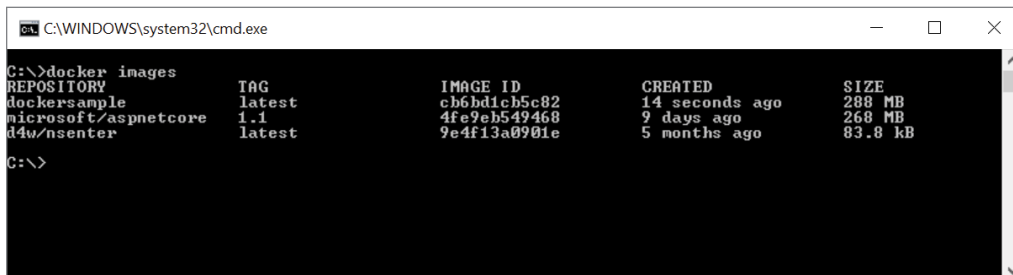 C:\WINDOWS\system32\cmd.exe
C:\>docker images
REPOSITORY TAG IMAGE ID CREATED SIZE
dockersample latest cb6bd1cb5c82 14 seconds ago 288 MB
microsoft/aspnetcore 1.1 4fe9eb549468 9 days ago 268 MB
d4w/nsenter latest 9e4f13a0901e 5 months ago 83.8 kB
C:\>